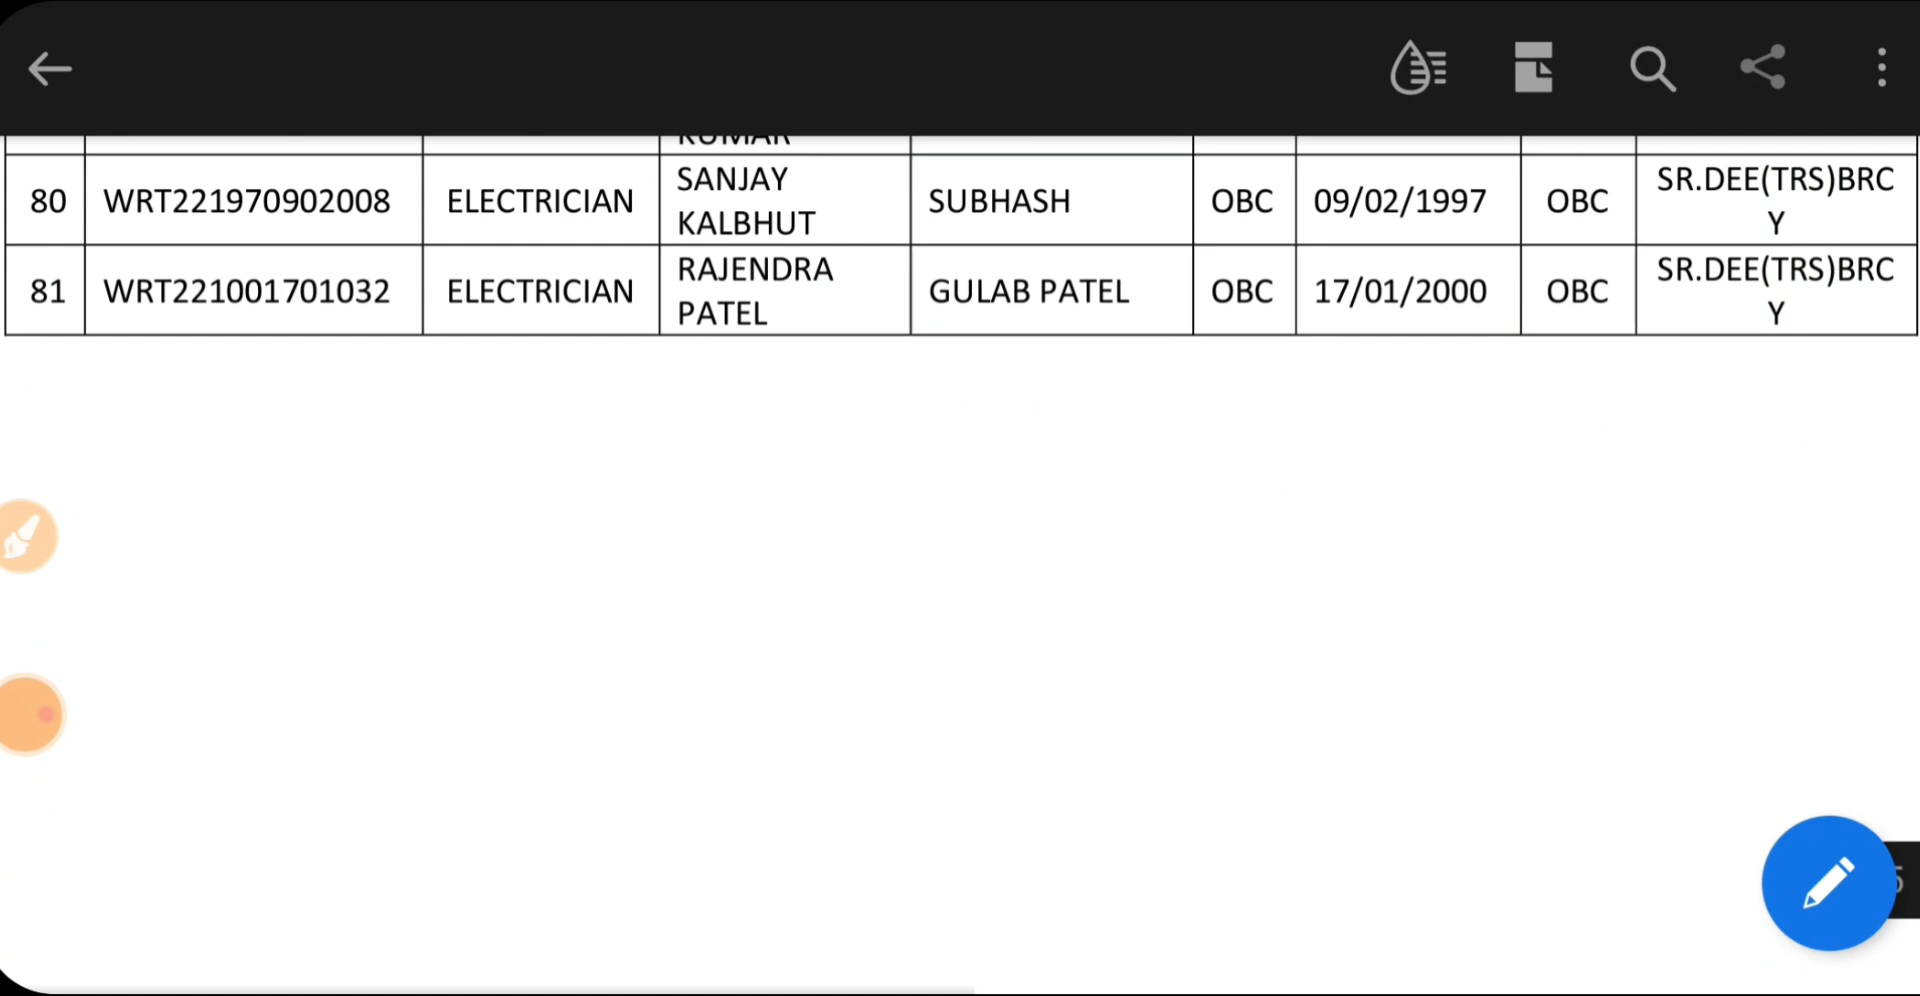 KUMAR
80 WRT221970902008 ELECTRICIAN SANJAY KALBHUT SUBHASH OBC 09/02/1997 OBC SR.DEE(TRS)BRC Y
81 WRT221001701032 ELECTRICIAN RAJENDRA PATEL GULAB PATEL OBC 17/01/2000 OBC SR.DEE(TRS)BRC Y